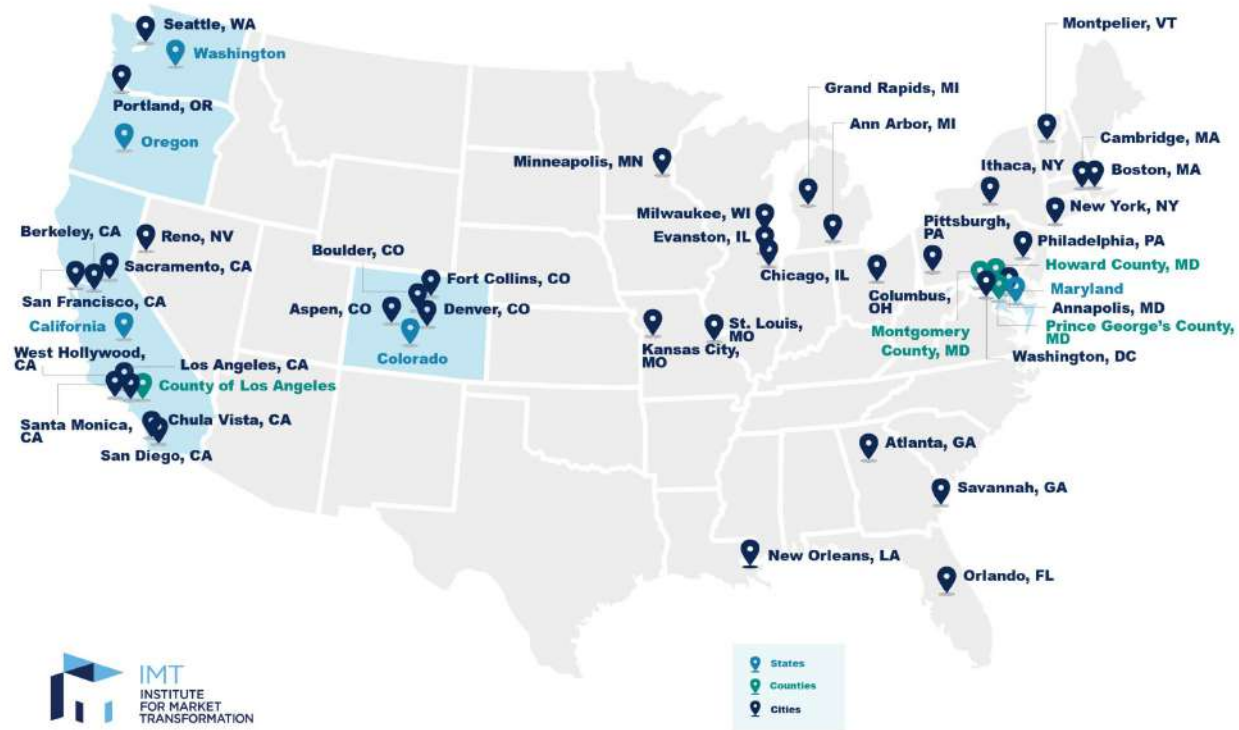 Seattle, WA
Washington
Portland, OR
Oregon
Berkeley, CA
Reno, NV
Sacramento, CA
San Francisco, CA
California
West Hollywood,
CA
Los Angeles, CA
County of Los Angeles
Santa Monica,
CA
Chula Vista, CA
San Diego, CA
Boulder, CO
Fort Collins, CO
Aspen, CO
Denver, CO
Colorado
Minneapolis, MN
Milwaukee, WI
Evanston, IL
Chicago, IL
Kansas City,
MO
St. Louis,
MO
Grand Rapids, MI
Ann Arbor, MI
Columbus,
OH
Pittsburgh,
PA
Ithaca, NY
Montpelier, VT
Cambridge, MA
Boston, MA
New York, NY
Philadelphia, PA
Howard County, MD
Maryland
Annapolis, MD
Prince George's County,
MD
Montgomery
County, MD
Washington, DC
Atlanta, GA
Savannah, GA
New Orleans, LA
Orlando, FL
IMT
INSTITUTE
FOR MARKET
TRANSFORMATION
States
Counties
Cities